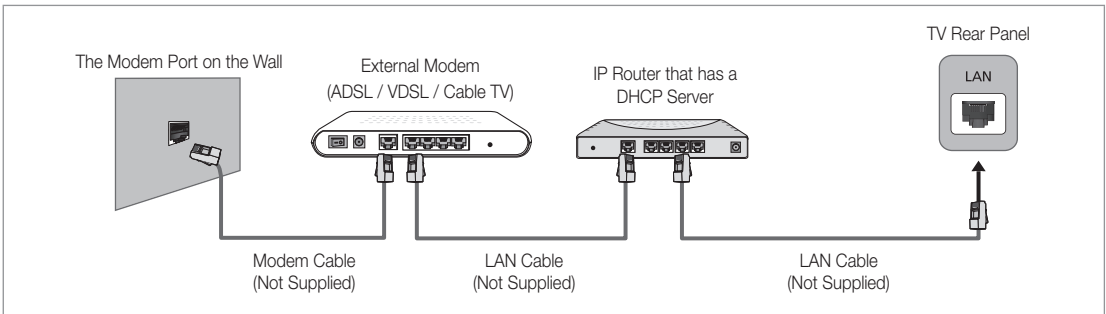 The Modem Port on the Wall
External Modem
(ADSL / VDSL / Cable TV)
IP Router that has a
DHCP Server
TV Rear Panel
LAN
Modem Cable
(Not Supplied)
LAN Cable
(Not Supplied)
LAN Cable
(Not Supplied)